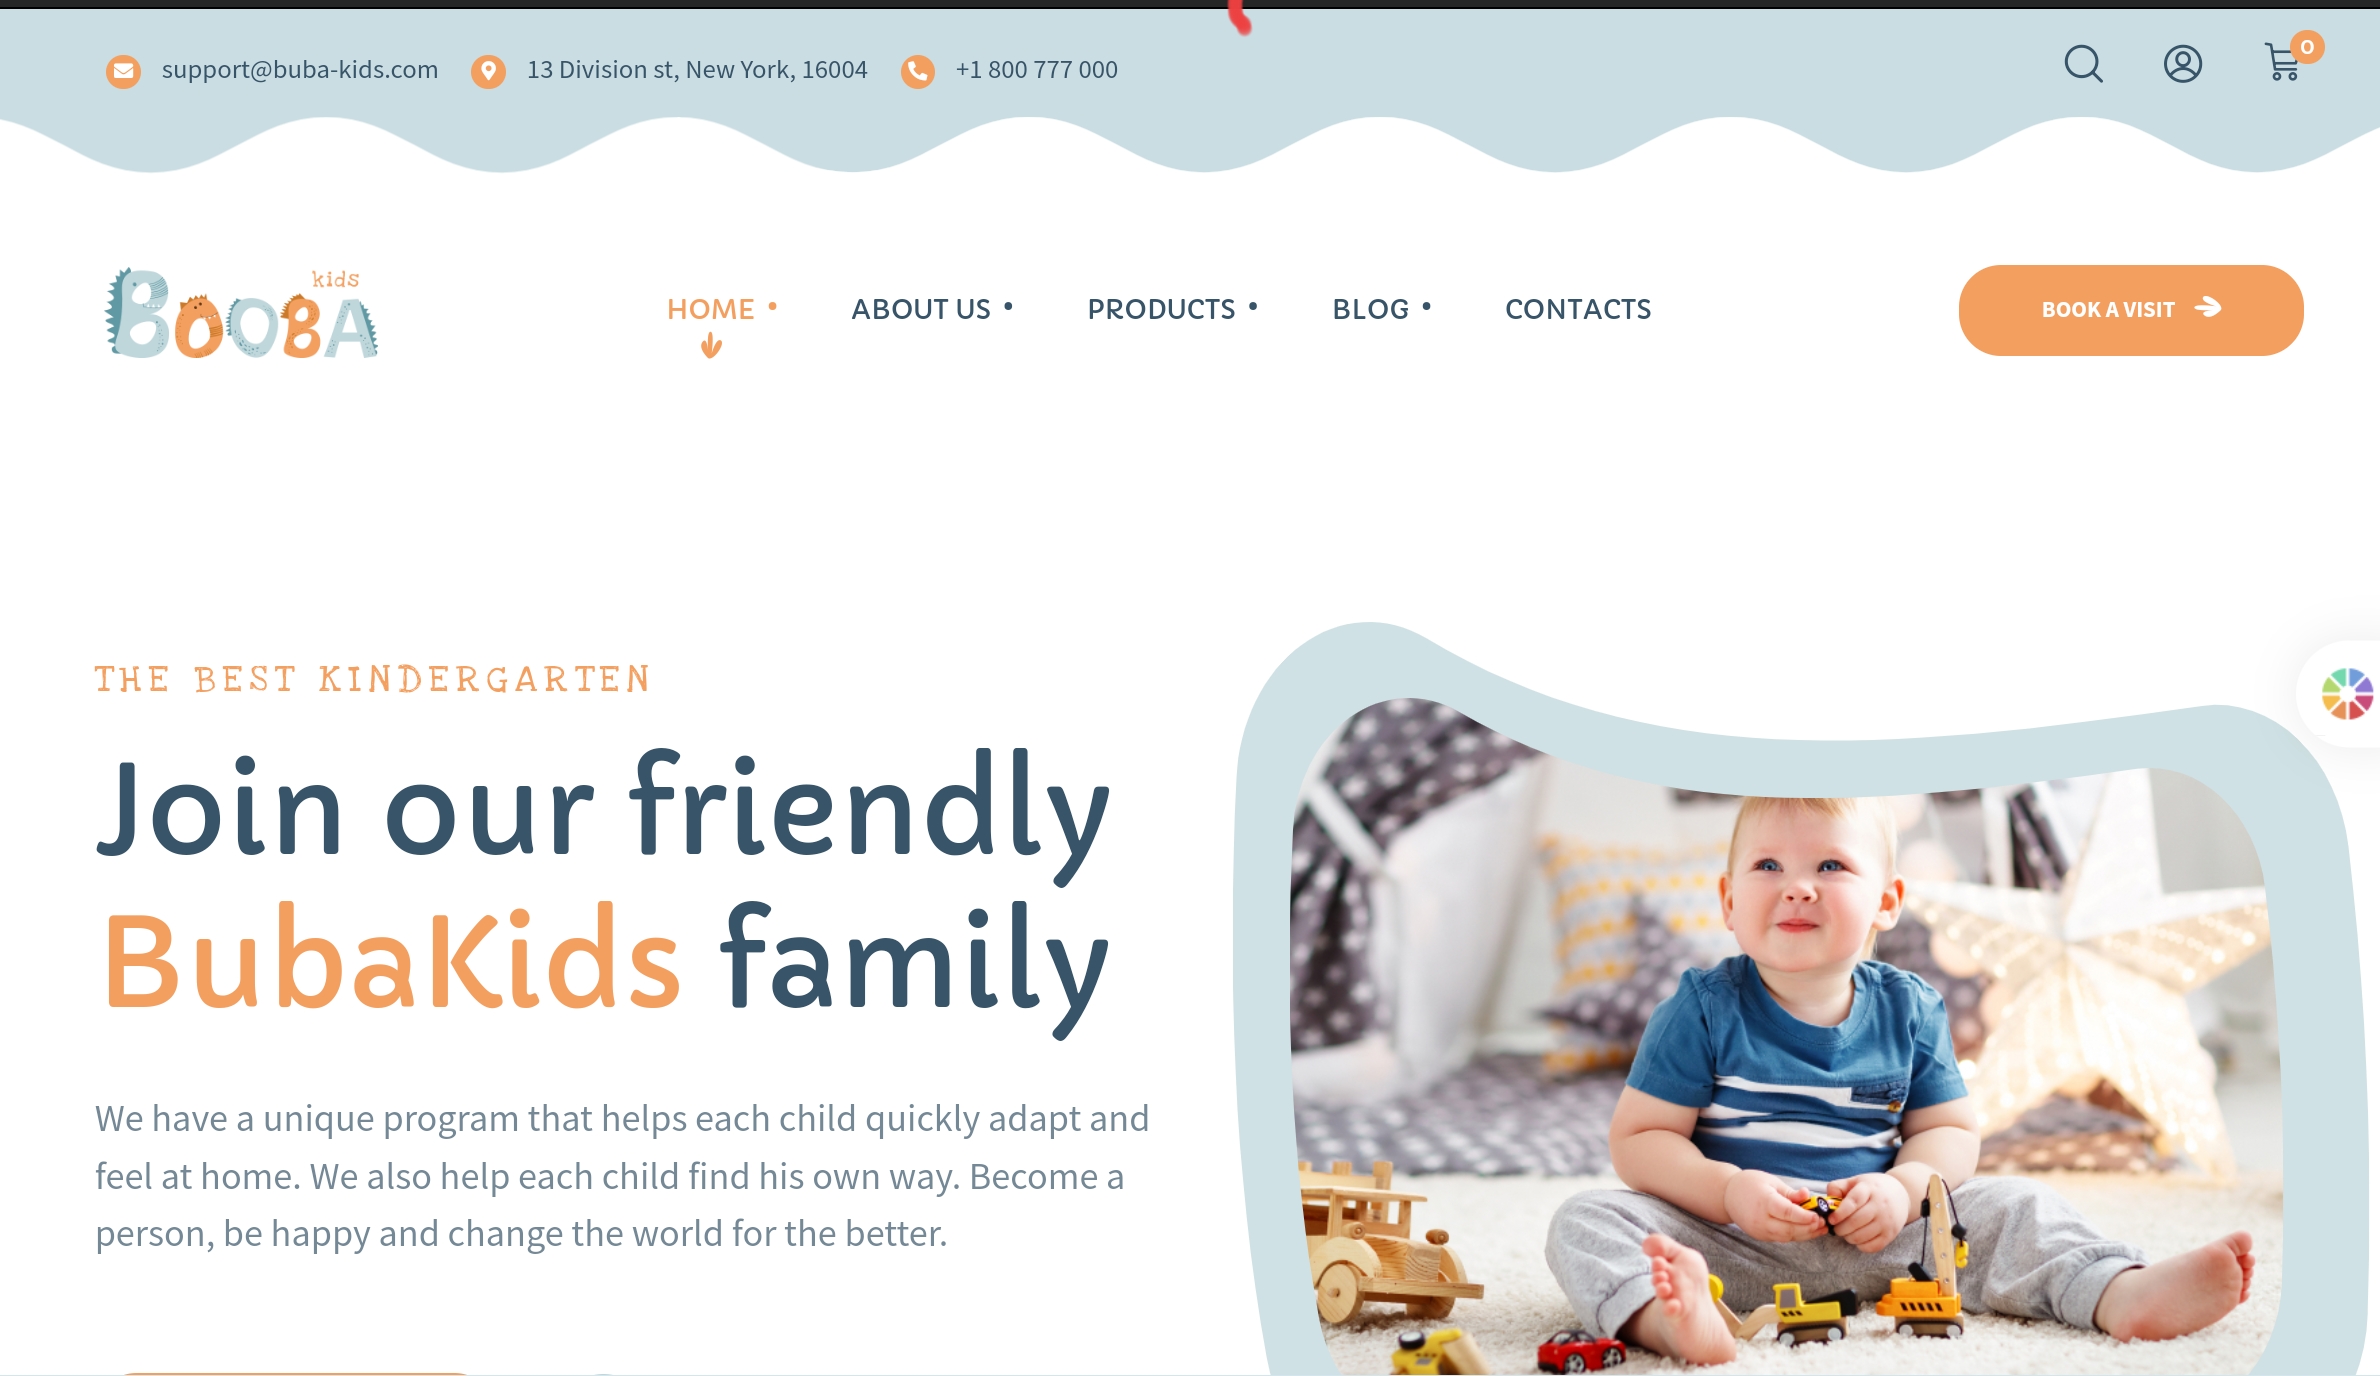 support@buba-kids.com 13 Division st, New York, 16004 +1 800 777 000 0
BOOBA kids HOME • ABOUT US • PRODUCTS • BLOG • CONTACTS BOOK A VISIT
THE BEST KINDERGARTEN
Join our friendly
BubaKids family
We have a unique program that helps each child quickly adapt and
feel at home. We also help each child find his own way. Become a
person, be happy and change the world for the better.